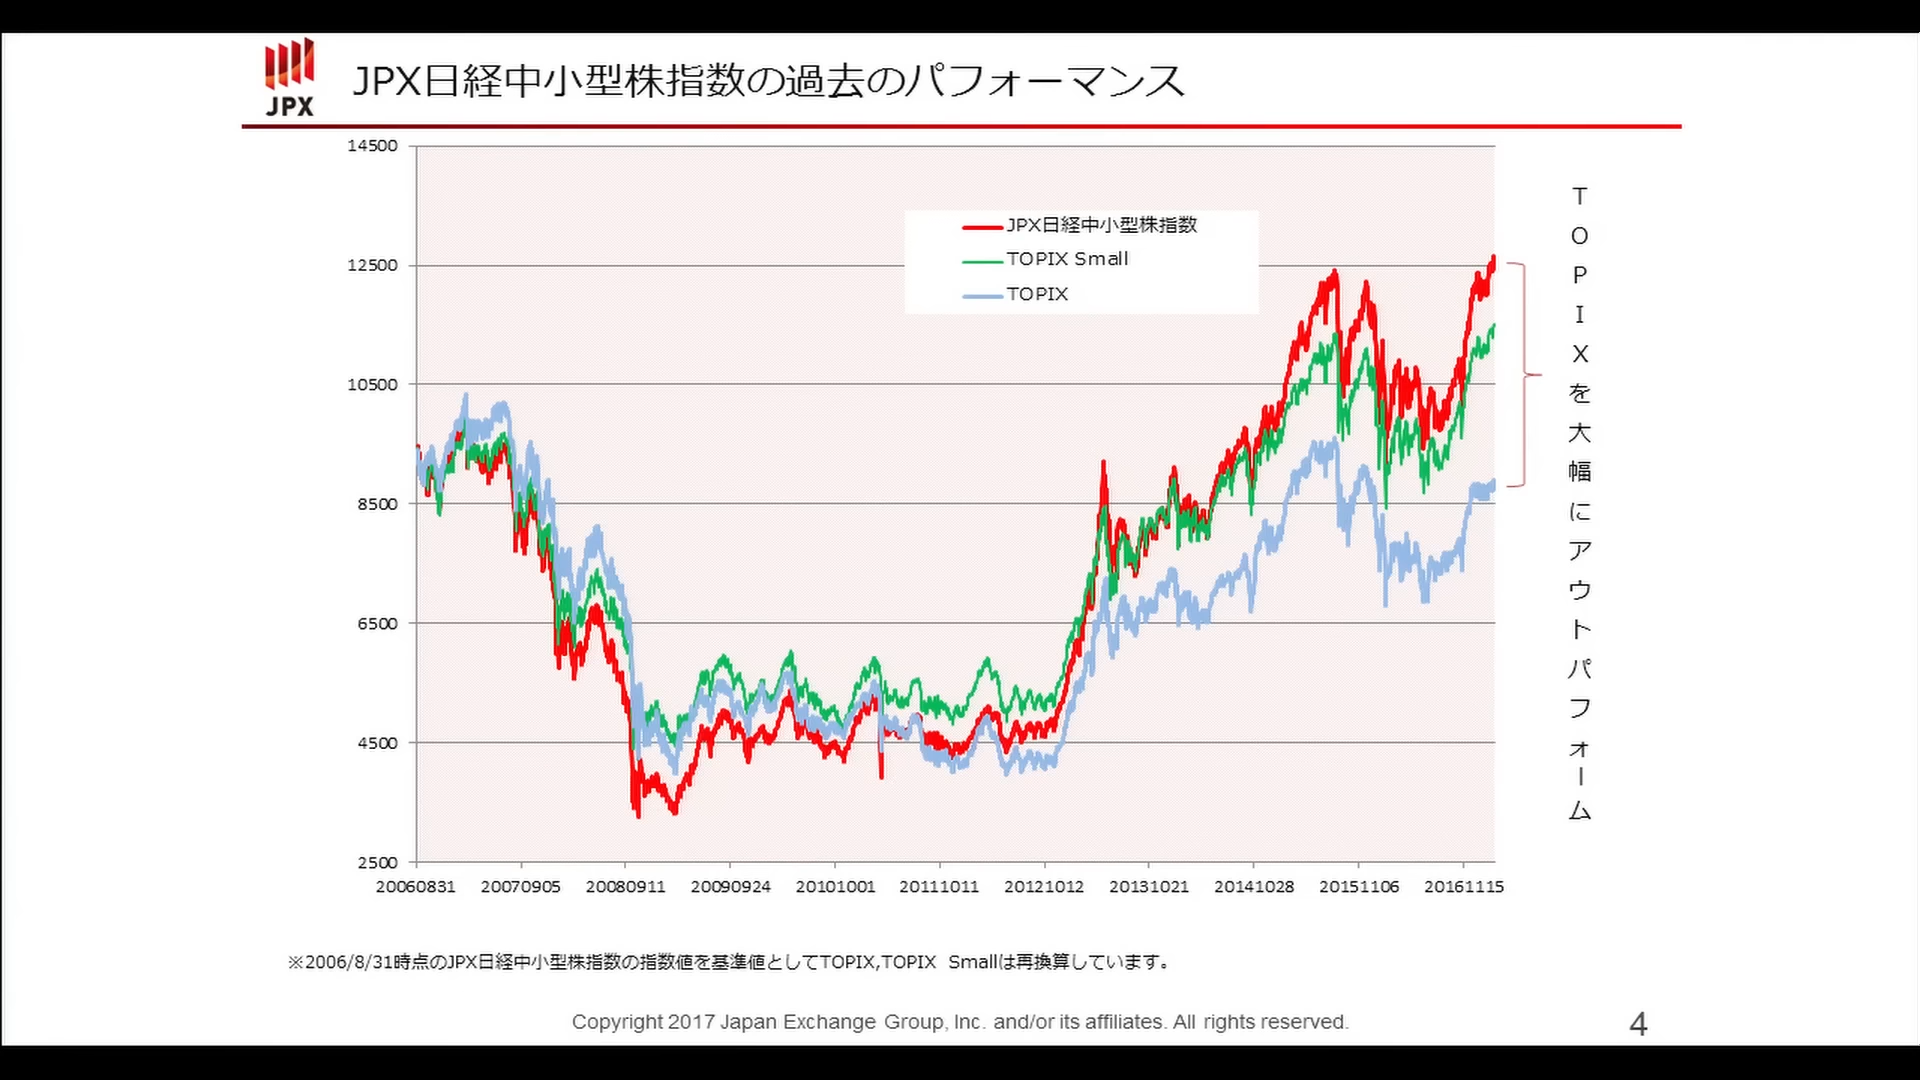 JPX
JPX日経中小型株指数の過去のパフォーマンス
14500
12500
10500
8500
6500
4500
2500
JPX日経中小型株指数
TOPIX Small
TOPIX
20060831 20070905 20080911 20090924 20101001 20111011 20121012 20131021 20141028 20151106 20161115
TOPIXを大幅にアウトパフォーム
※2006/8/31時点のJPX日経中小型株指数の指数値を基準値としてTOPIX,TOPIX Smallは再換算しています。
Copyright 2017 Japan Exchange Group, Inc. and/or its affiliates. All rights reserved.
4